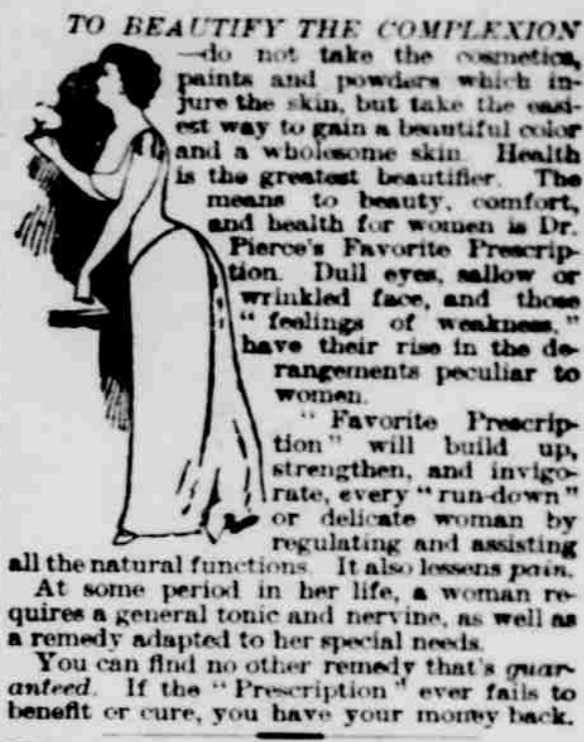 TO BEAUTIFY THE COMPLEXION
—do not take the cosmetics,
paints and powders which in-
jure the skin, but take the easi-
est way to gain a beautiful color
and a wholesome skin. Health
is the greatest beautifier. The
means to beauty, comfort,
and health for women is Dr.
Pierce's Favorite Prescrip-
tion. Dull eyes, sallow or
wrinkled face, and those
"feelings of weakness,"
have their rise in the de-
rangements peculiar to
women.
"Favorite Prescrip-
tion" will build up,
strengthen, and invigo-
rate, every "run-down"
or delicate woman by
regulating and assisting
all the natural functions. It also lessens pain.
At some period in her life, a woman re-
quires a general tonic and nervine, as well as
a remedy adapted to her special needs.
You can find no other remedy that's guar-
anteed. If the "Prescription" ever fails to
benefit or cure, you have your money back.